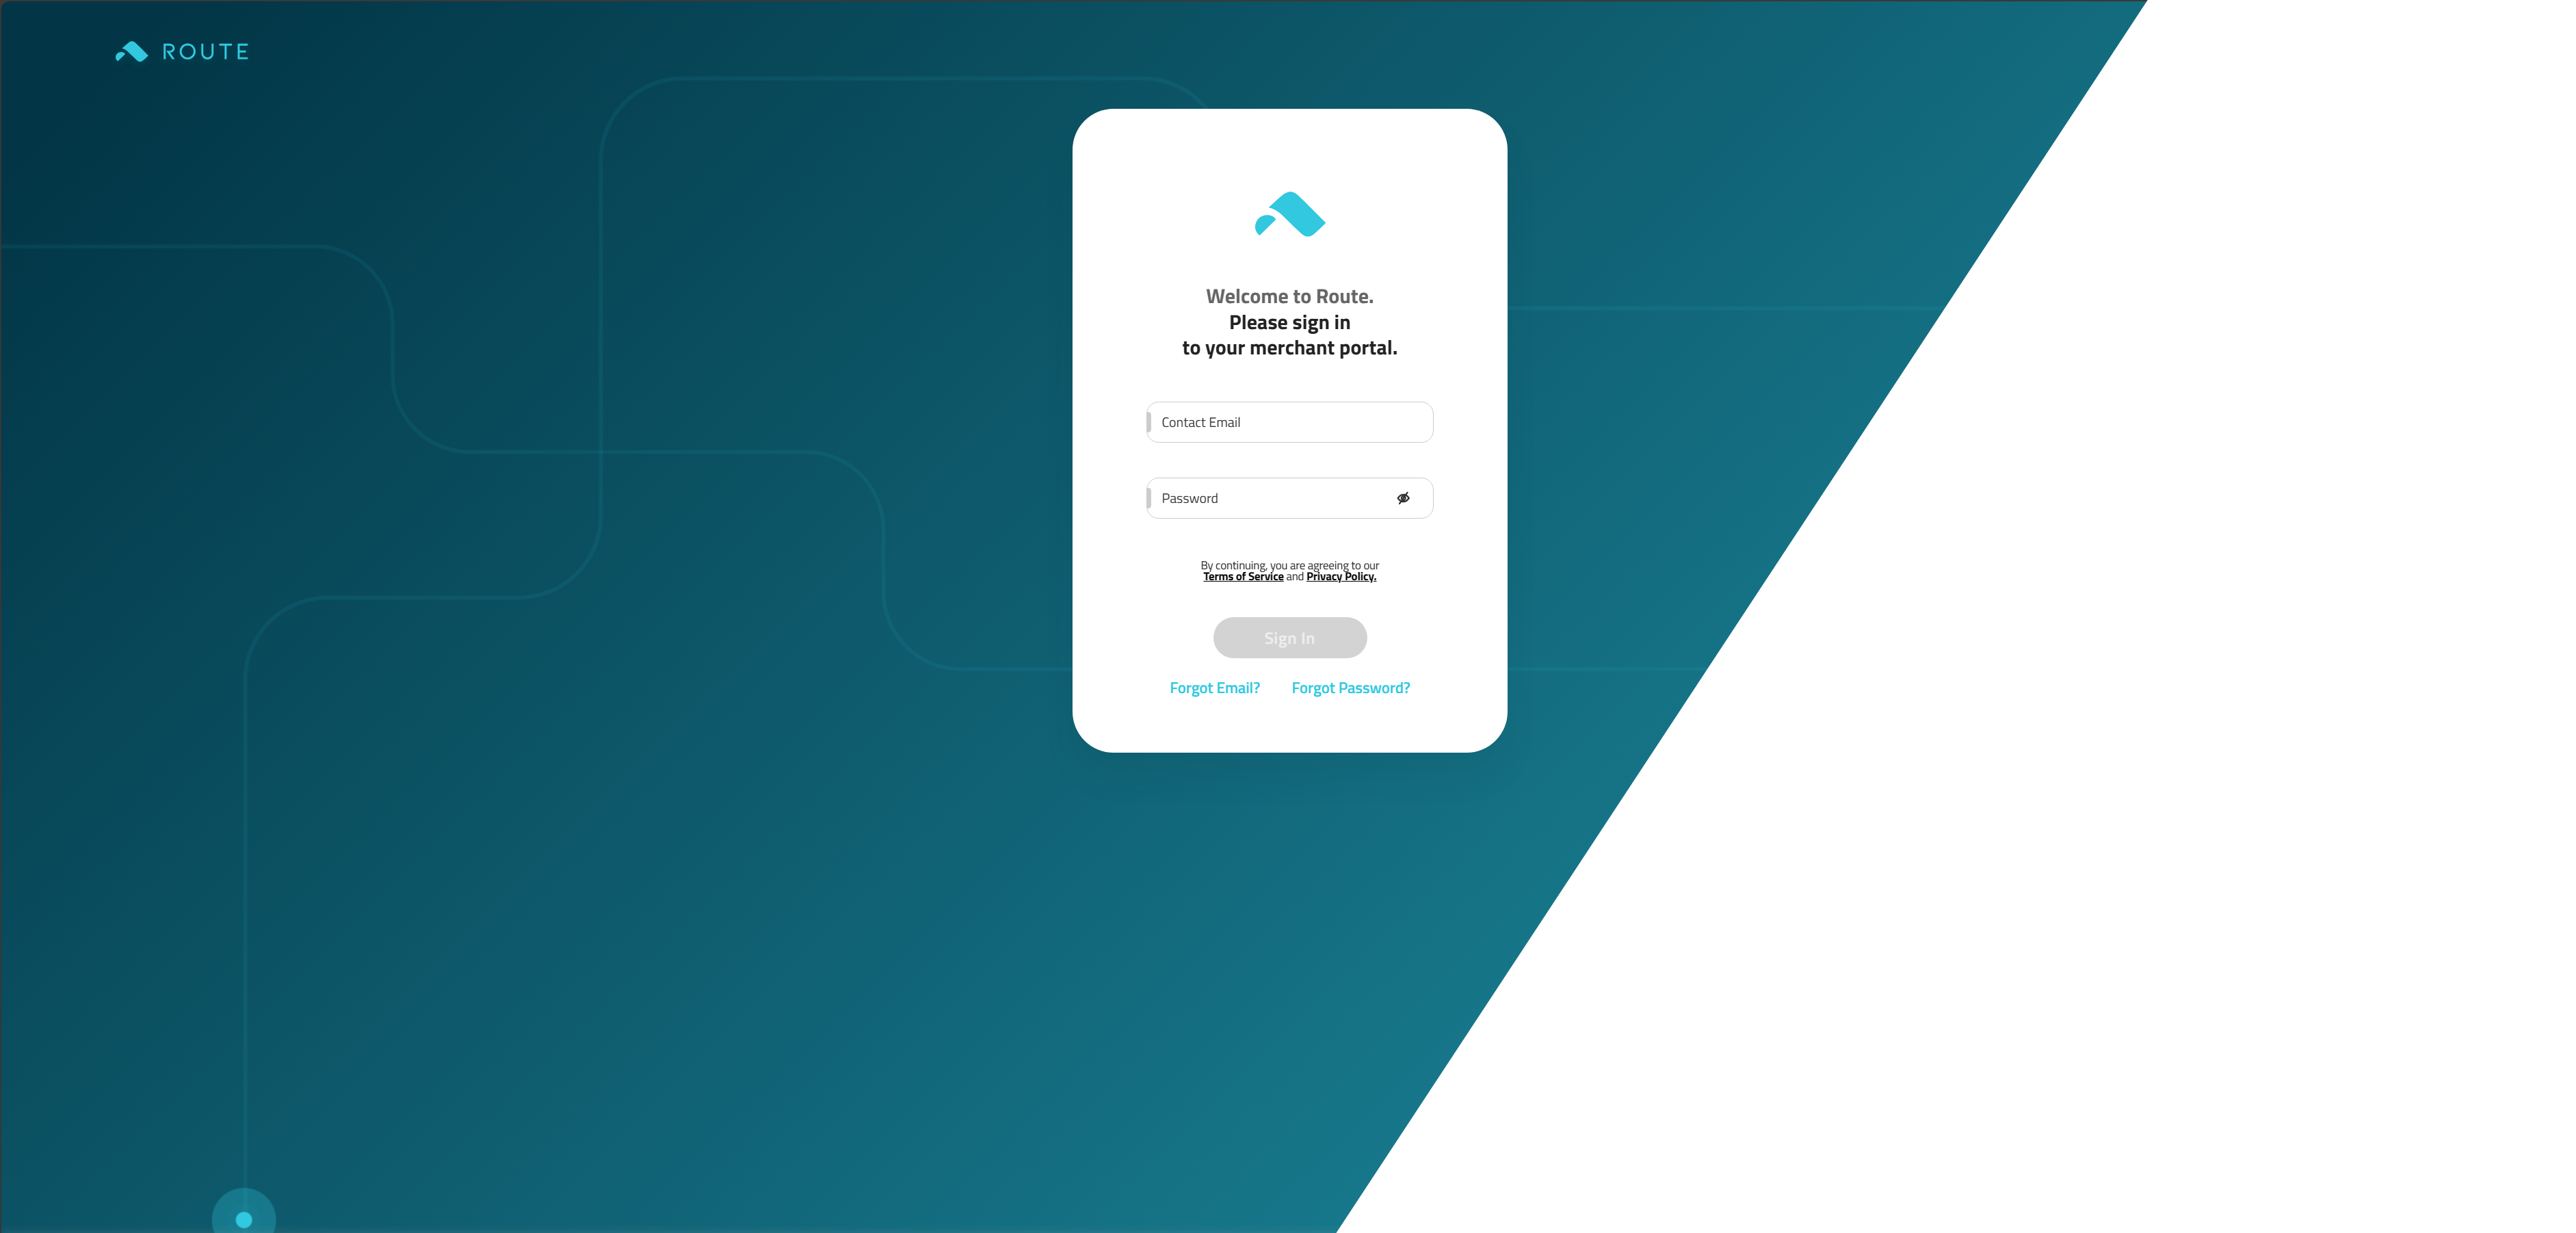 ROUTE
Welcome to Route.
Please sign in
to your merchant portal.
Contact Email
Password
By continuing, you are agreeing to our
Terms of Service and Privacy Policy.
Sign In
Forgot Email? Forgot Password?